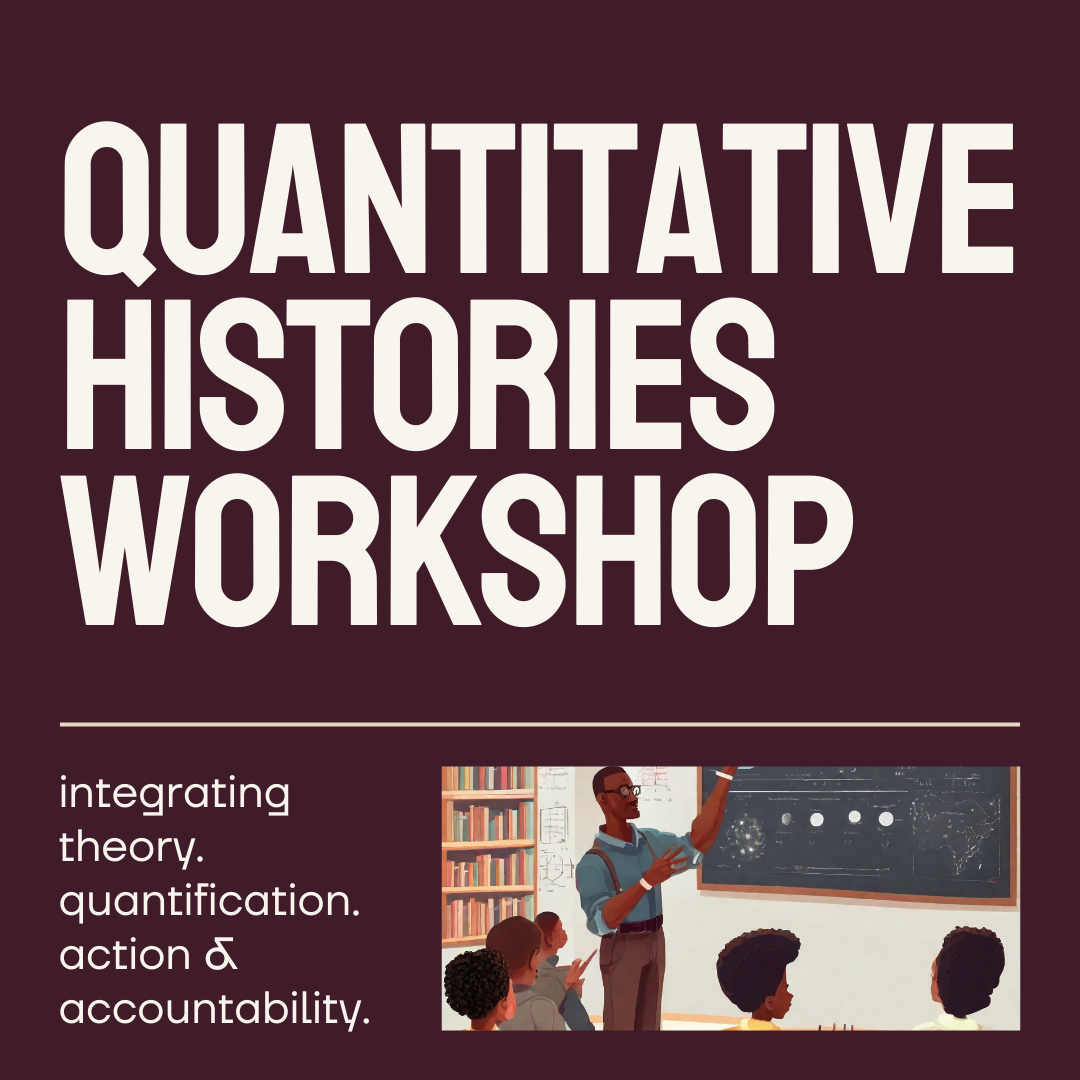 QUANTITATIVE
HISTORIES
WORKSHOP
integrating
theory.
quantification.
action &
accountability.